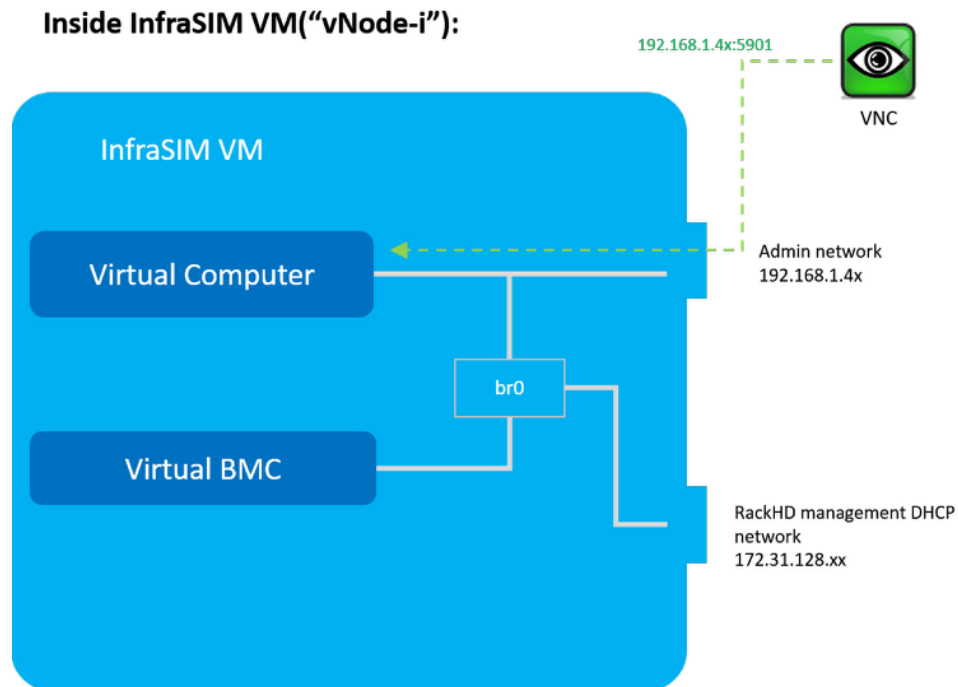 Inside InfraSIM VM(“vNode-i”):
192.168.1.4x:5901
VNC
InfraSIM VM
Virtual Computer
Admin network
192.168.1.4x
br0
Virtual BMC
RackHD management DHCP
network
172.31.128.xx